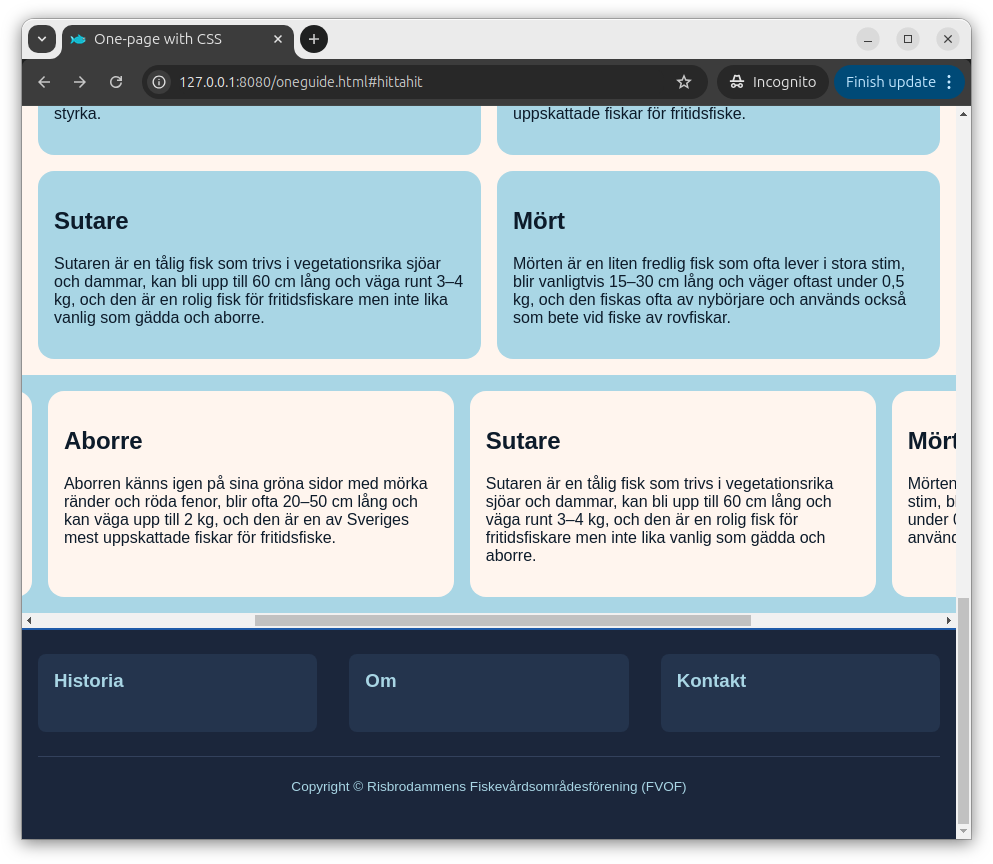 One-page with CSS
127.0.0.1:8080/oneguide.html#hittahit
Incognito
Finish update
styrka.
uppskattade fiskar för fritidsfiske.
Sutare
Sutaren är en tålig fisk som trivs i vegetationsrika sjöar
och dammar, kan bli upp till 60 cm lång och väga runt 3–4
kg, och den är en rolig fisk för fritidsfiskare men inte lika
vanlig som gädda och aborre.
Mört
Mörten är en liten fredlig fisk som ofta lever i stora stim,
blir vanligtvis 15–30 cm lång och väger oftast under 0,5
kg, och den fiskas ofta av nybörjare och används också
som bete vid fiske av rovfiskar.
Aborre
Aborren känns igen på sina gröna sidor med mörka
ränder och röda fenor, blir ofta 20–50 cm lång och
kan väga upp till 2 kg, och den är en av Sveriges
mest uppskattade fiskar för fritidsfiske.
Sutare
Sutaren är en tålig fisk som trivs i vegetationsrika
sjöar och dammar, kan bli upp till 60 cm lång och
väga runt 3–4 kg, och den är en rolig fisk för
fritidsfiskare men inte lika vanlig som gädda och
aborre.
Mört
Mörten
stim, b
under
använd
Historia
Om
Kontakt
Copyright © Risbrodammens Fiskevårdsområdesförening (FVOF)